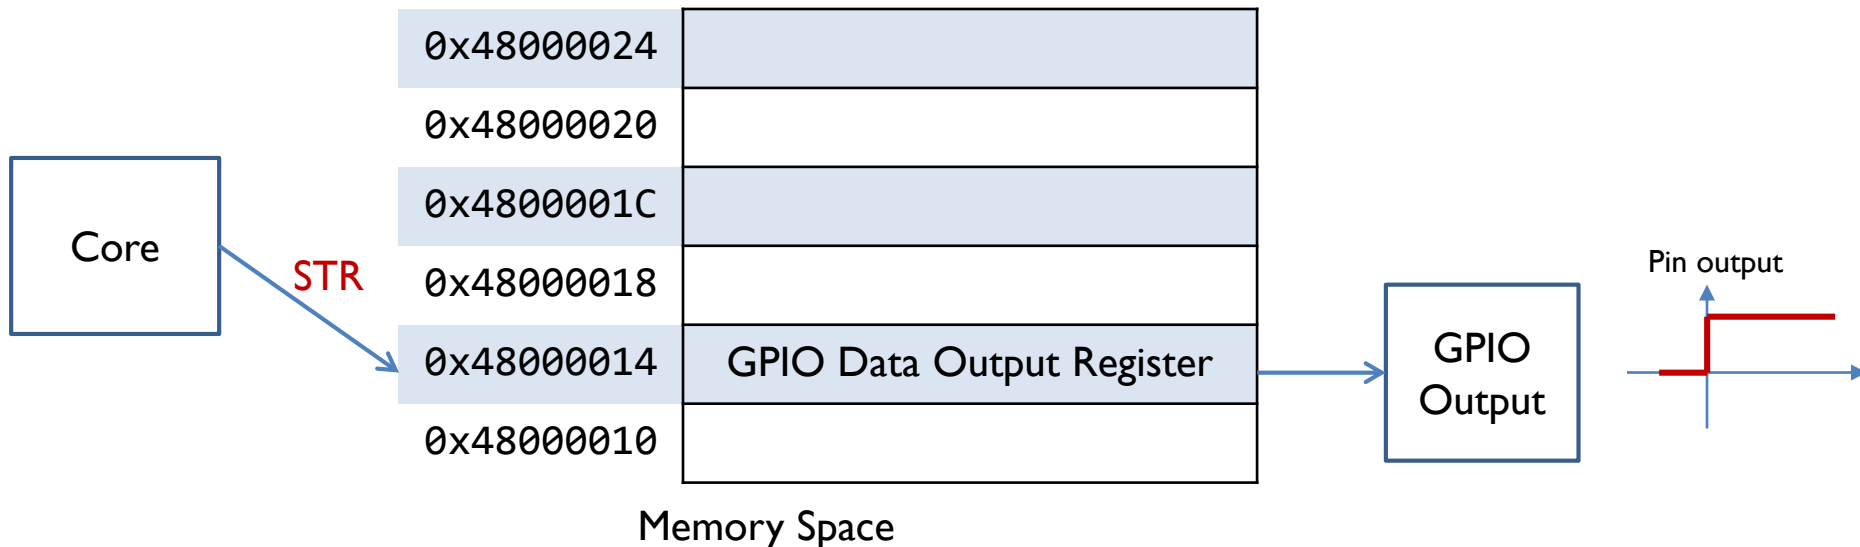 0x48000024
0x48000020
0x4800001C
Core
STR
0x48000018
Pin output
0x48000014
GPIO Data Output Register
GPIO
Output
0x48000010
Memory Space